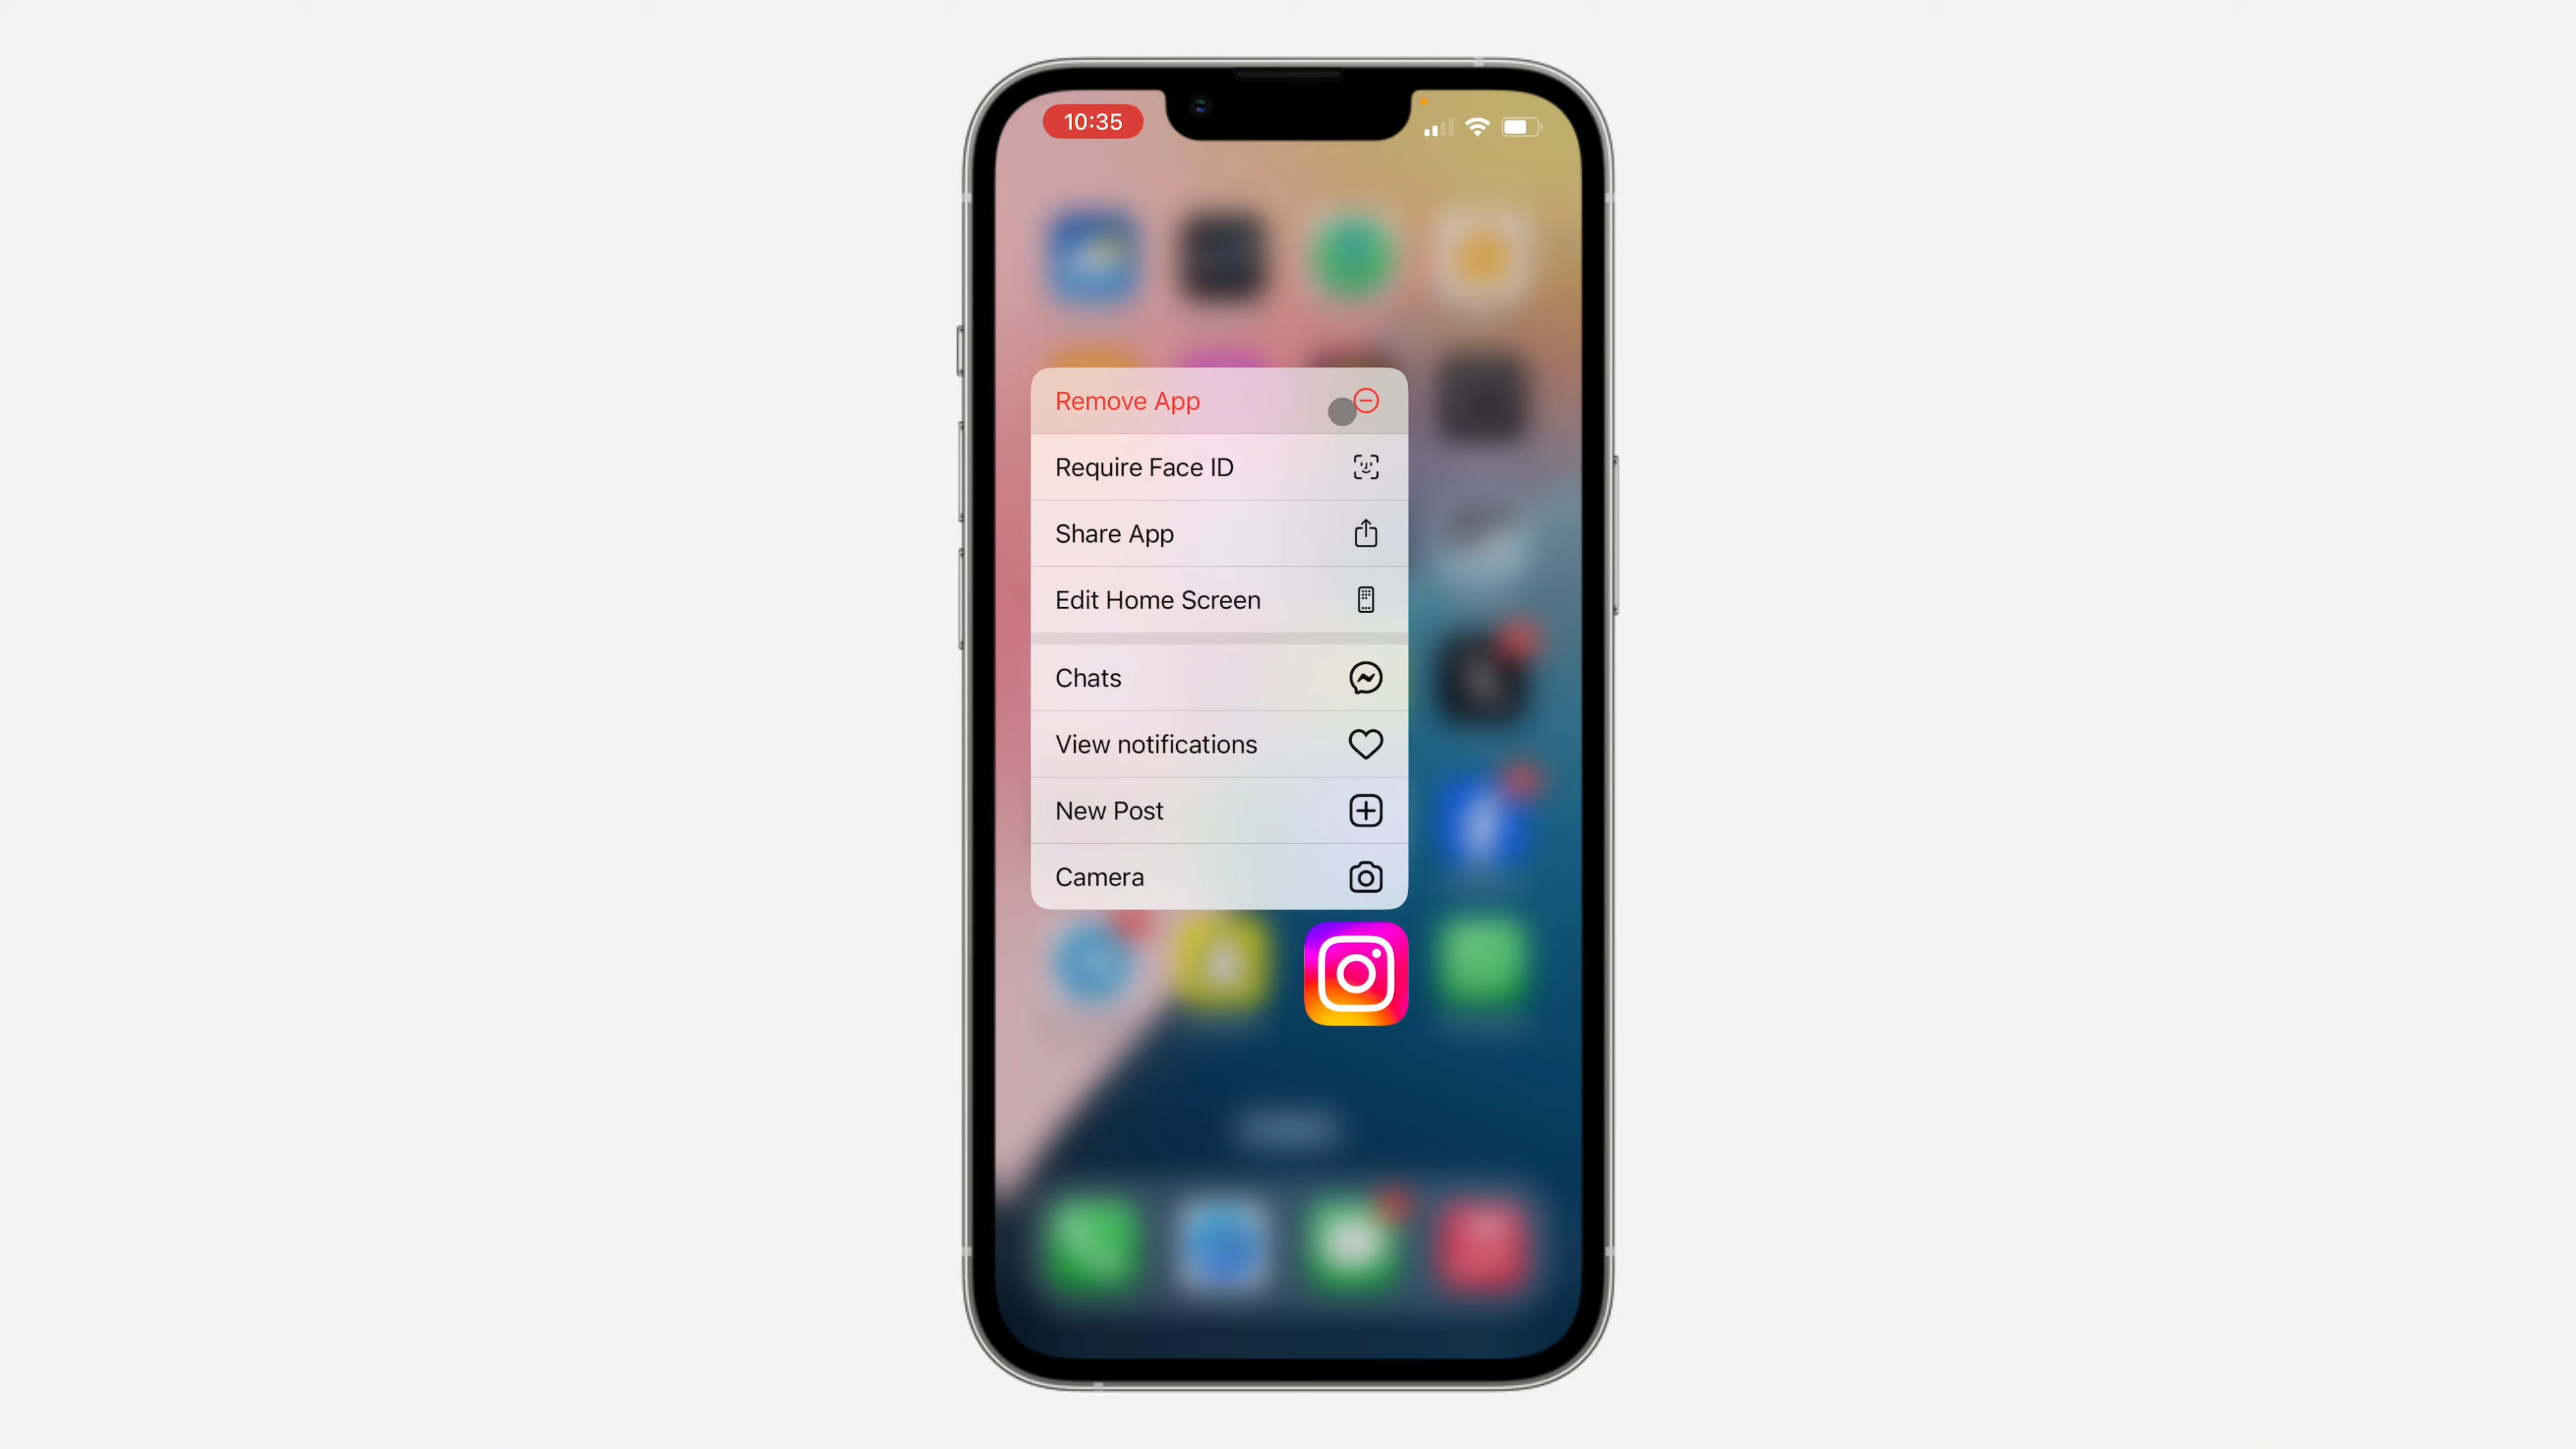 10:35
Remove App
Require Face ID
Share App
Edit Home Screen
Chats
View notifications
New Post
Camera